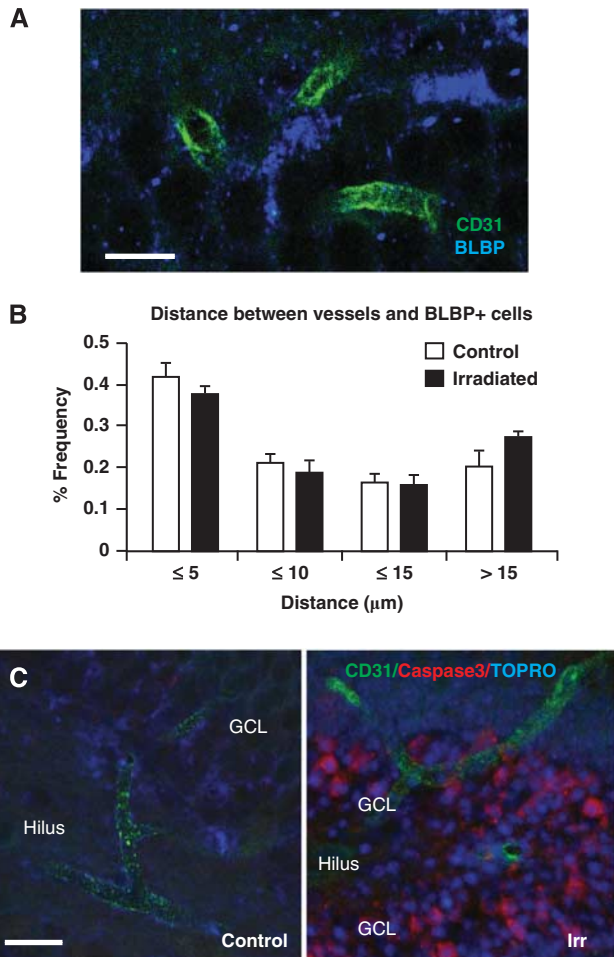 A
CD31
BLBP
B
Distance between vessels and BLBP+ cells
0.5
0.4
0.3
0.2
0.1
0
% Frequency
Control
Irradiated
≤ 5
≤ 10
≤ 15
> 15
Distance (μm)
C
GCL
Hilus
Control
CD31/Caspase3/TOPRO
GCL
Hilus
GCL
Irr